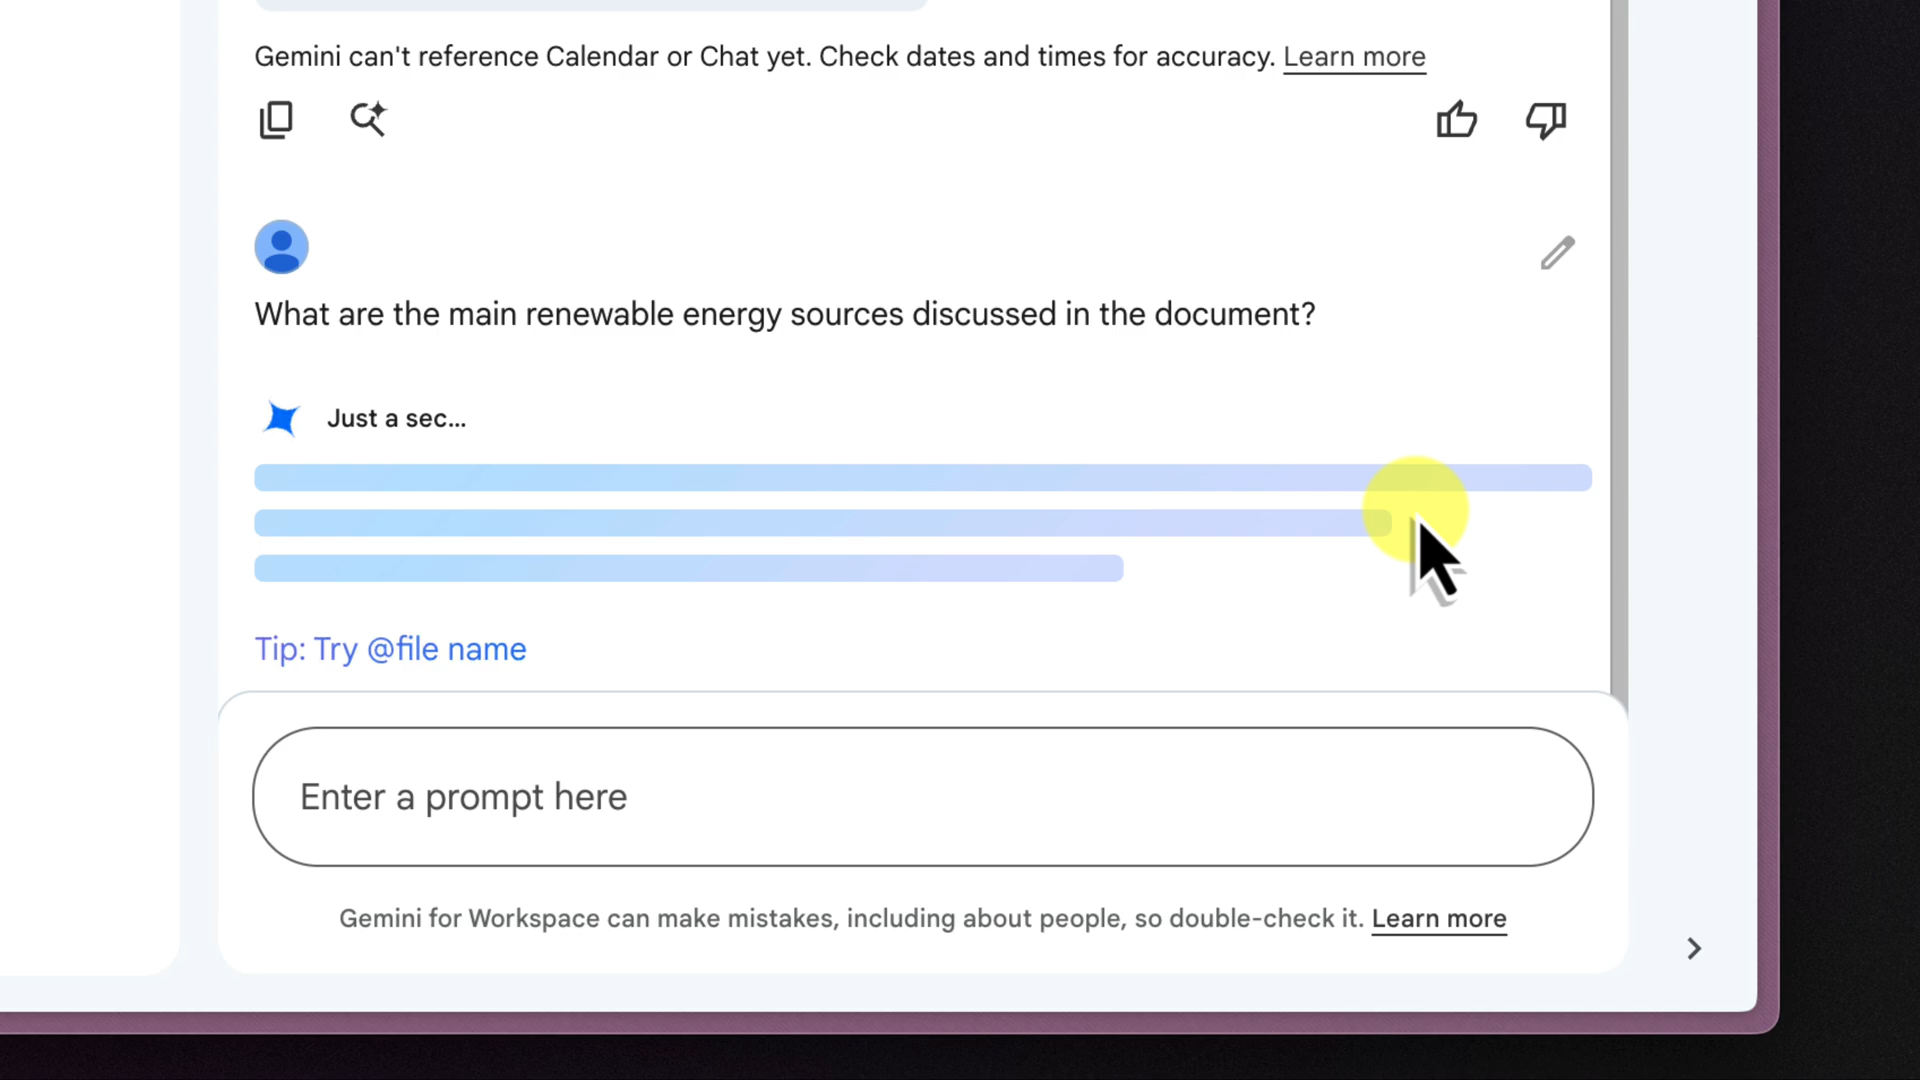 Gemini can't reference Calendar or Chat yet. Check dates and times for accuracy. Learn more
What are the main renewable energy sources discussed in the document?
Just a sec...
Tip: Try @file name
Enter a prompt here
Gemini for Workspace can make mistakes, including about people, so double-check it. Learn more